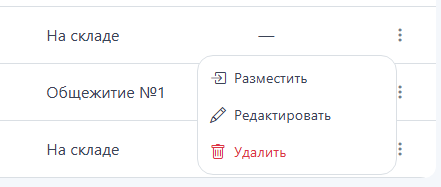 На складе —
Разместить
Общежитие №1
Редактировать
На складе
Удалить